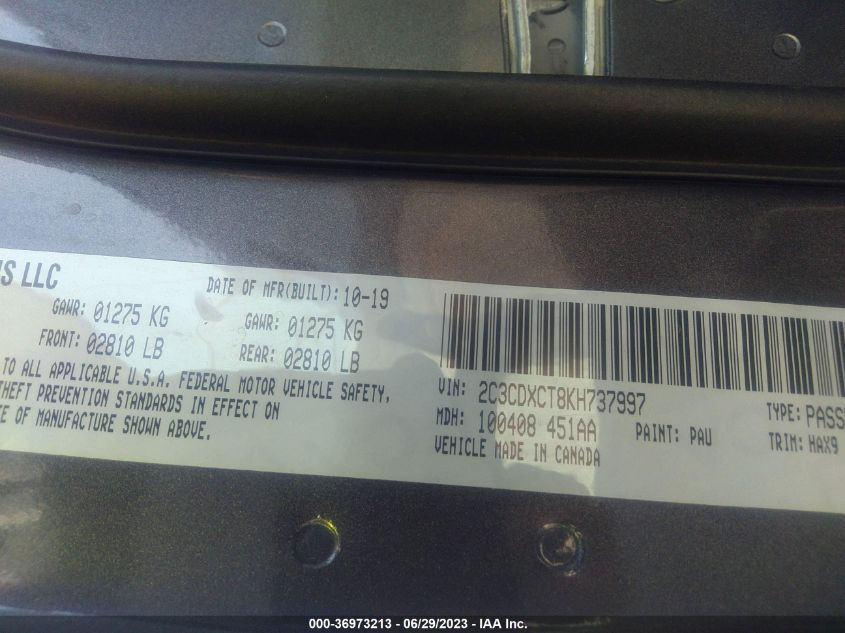 NS LLC
DATE OF MFR(BUILT): 10-19
GAWR: 01275 KG
FRONT: 02810 LB
GAWR: 01275 KG
REAR: 02810 LB
TO ALL APPLICABLE U.S.A. FEDERAL MOTOR VEHICLE SAFETY,
THEFT PREVENTION STANDARDS IN EFFECT ON
TE OF MANUFACTURE SHOWN ABOVE.
VIN: 2C3CDXCT8KH737997
TYPE: PASS
MDH: 100408 451AA
PAINT: PAU
TRIM: HAX9
VEHICLE MADE IN CANADA
000-36973213 - 06/29/2023 - IAA Inc.